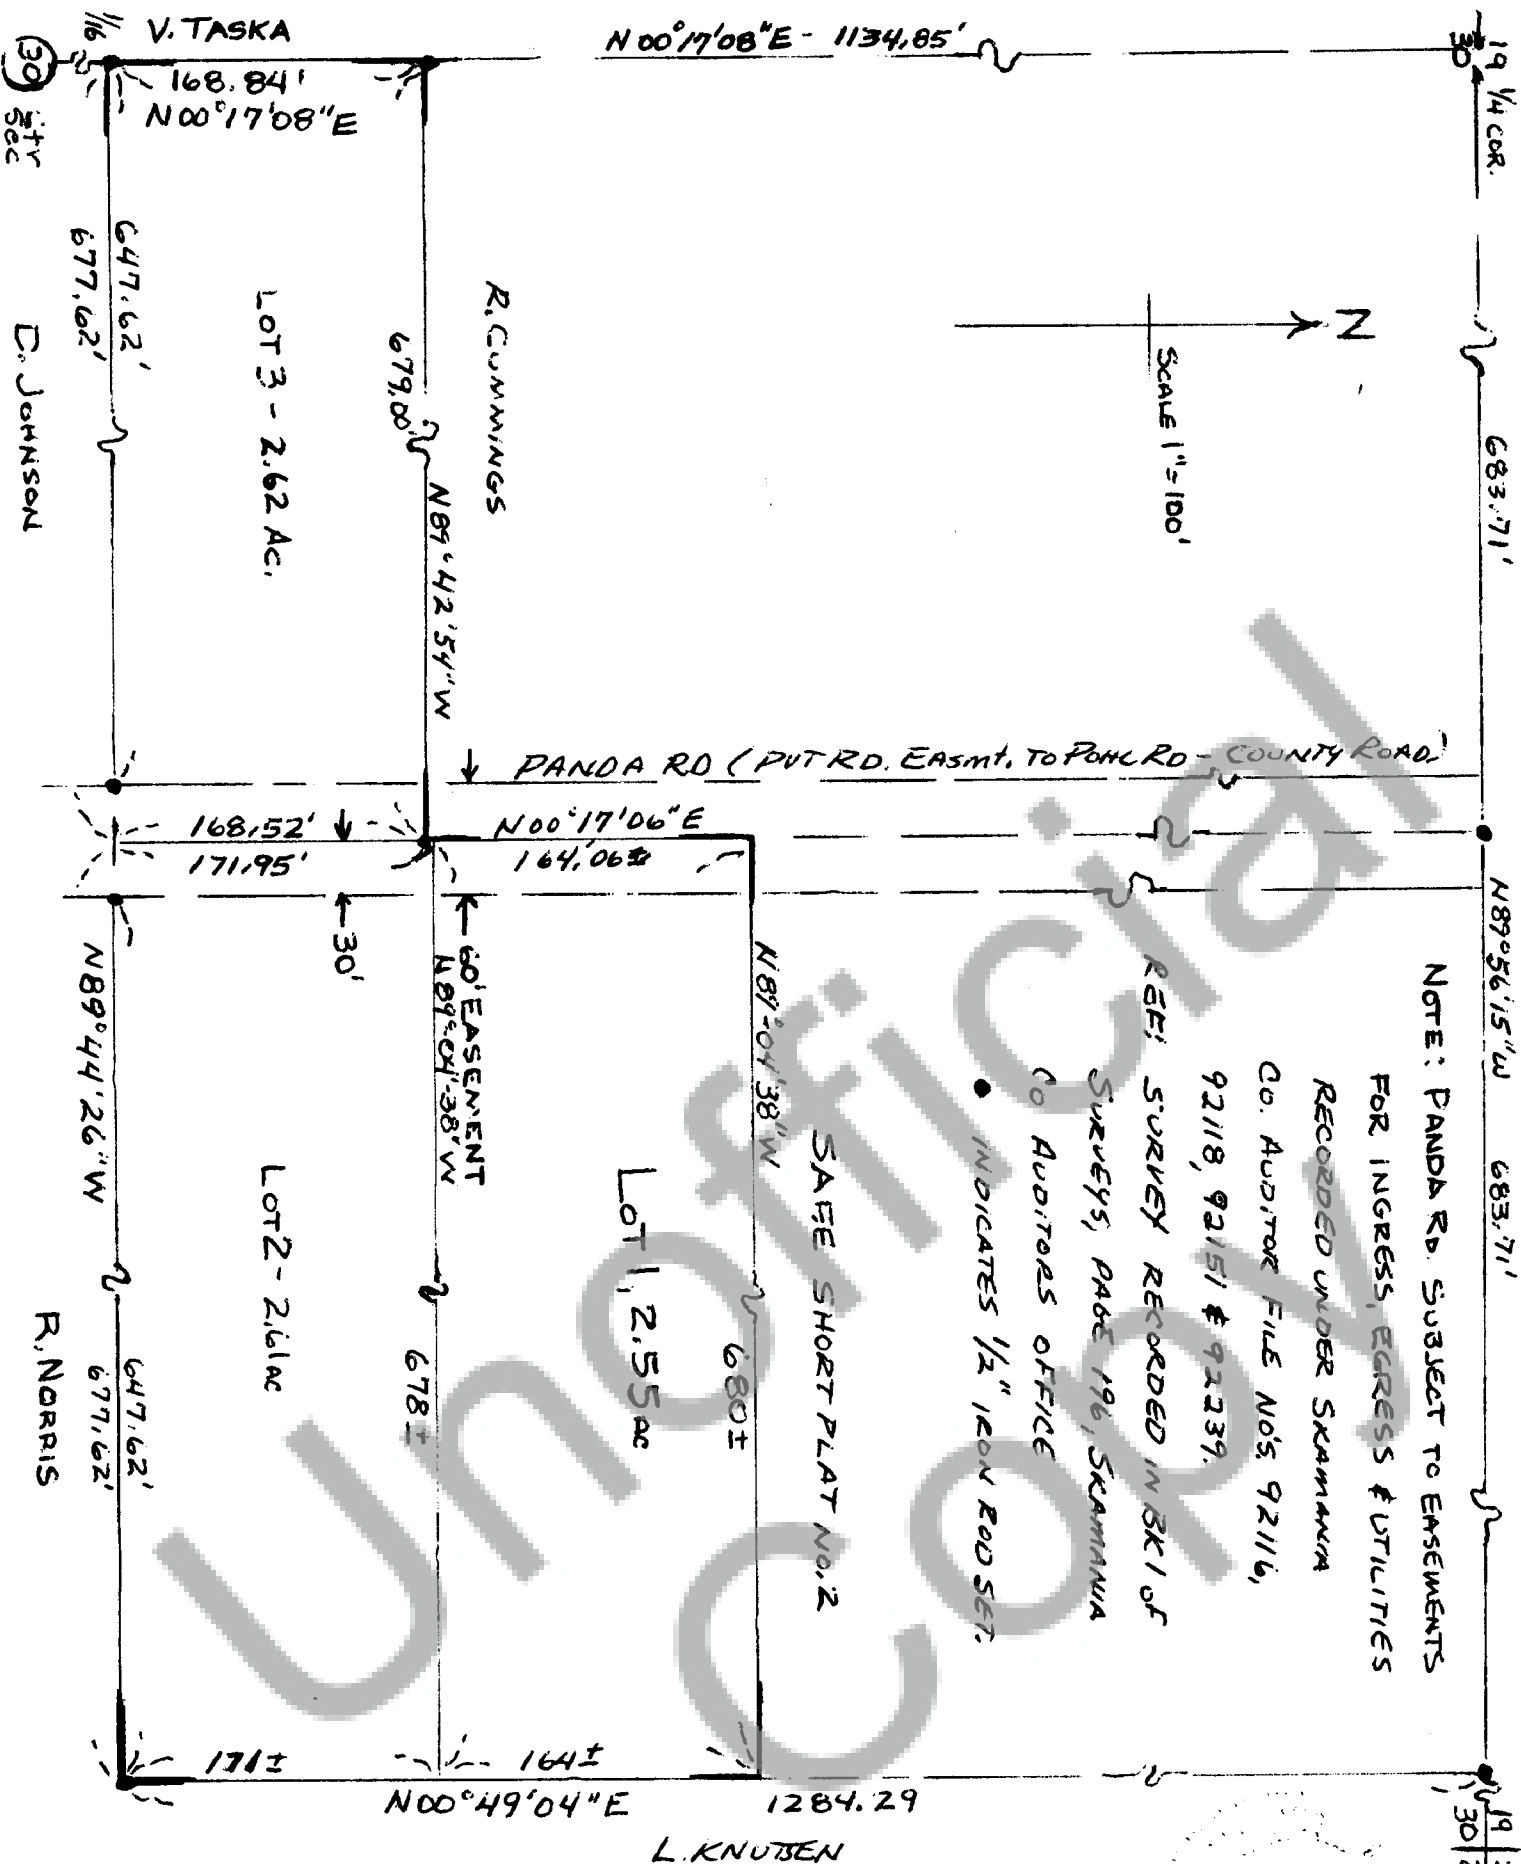 1/16
V. TASKA
168.84'
N 00°17'08"E
N 00°17'08"E - 1134.85'
19
30
1/4 COR.
30
ctr
sec
647.62'
677.62'
D. JOHNSON
LOT 3 - 2.62 Ac.
679.00'
N 89°42'54"W
R. CUMMINGS
N
SCALE 1"=100'
683.71'
PANDA RD (PVT RD. EASmt. TO POHL RD - COUNTY ROAD.)
168.52'
171.95'
N 00°17'06"E
164.06±
30'
60' EASEMENT
N 89°-04'-38"W
N 89°-04'38"W
N 89°56'15"W 683.71'
NOTE: PANDA RD. SUBJECT TO EASEMENTS
FOR INGRESS, EGRESS & UTILITIES
RECORDED UNDER SKAMANIA
Co. AUDITOR FILE NO'S. 92116,
92118, 92151 & 92239.
REF: SURVEY RECORDED IN BK 1 of
SURVEYS, PAGE 196, SKAMANIA
CO AUDITORS OFFICE
• INDICATES 1/2" IRON ROD SET.
SAFE SHORT PLAT NO. 2
680±
LOT 1, 2.55 ac
678±
LOT 2 - 2.61 ac
N 89°44'26"W
647.62'
677.62'
R. NORRIS
171±
164±
N 00°49'04"E
1284.29
L. KNUTSEN
19
30
Unofficial
Copy